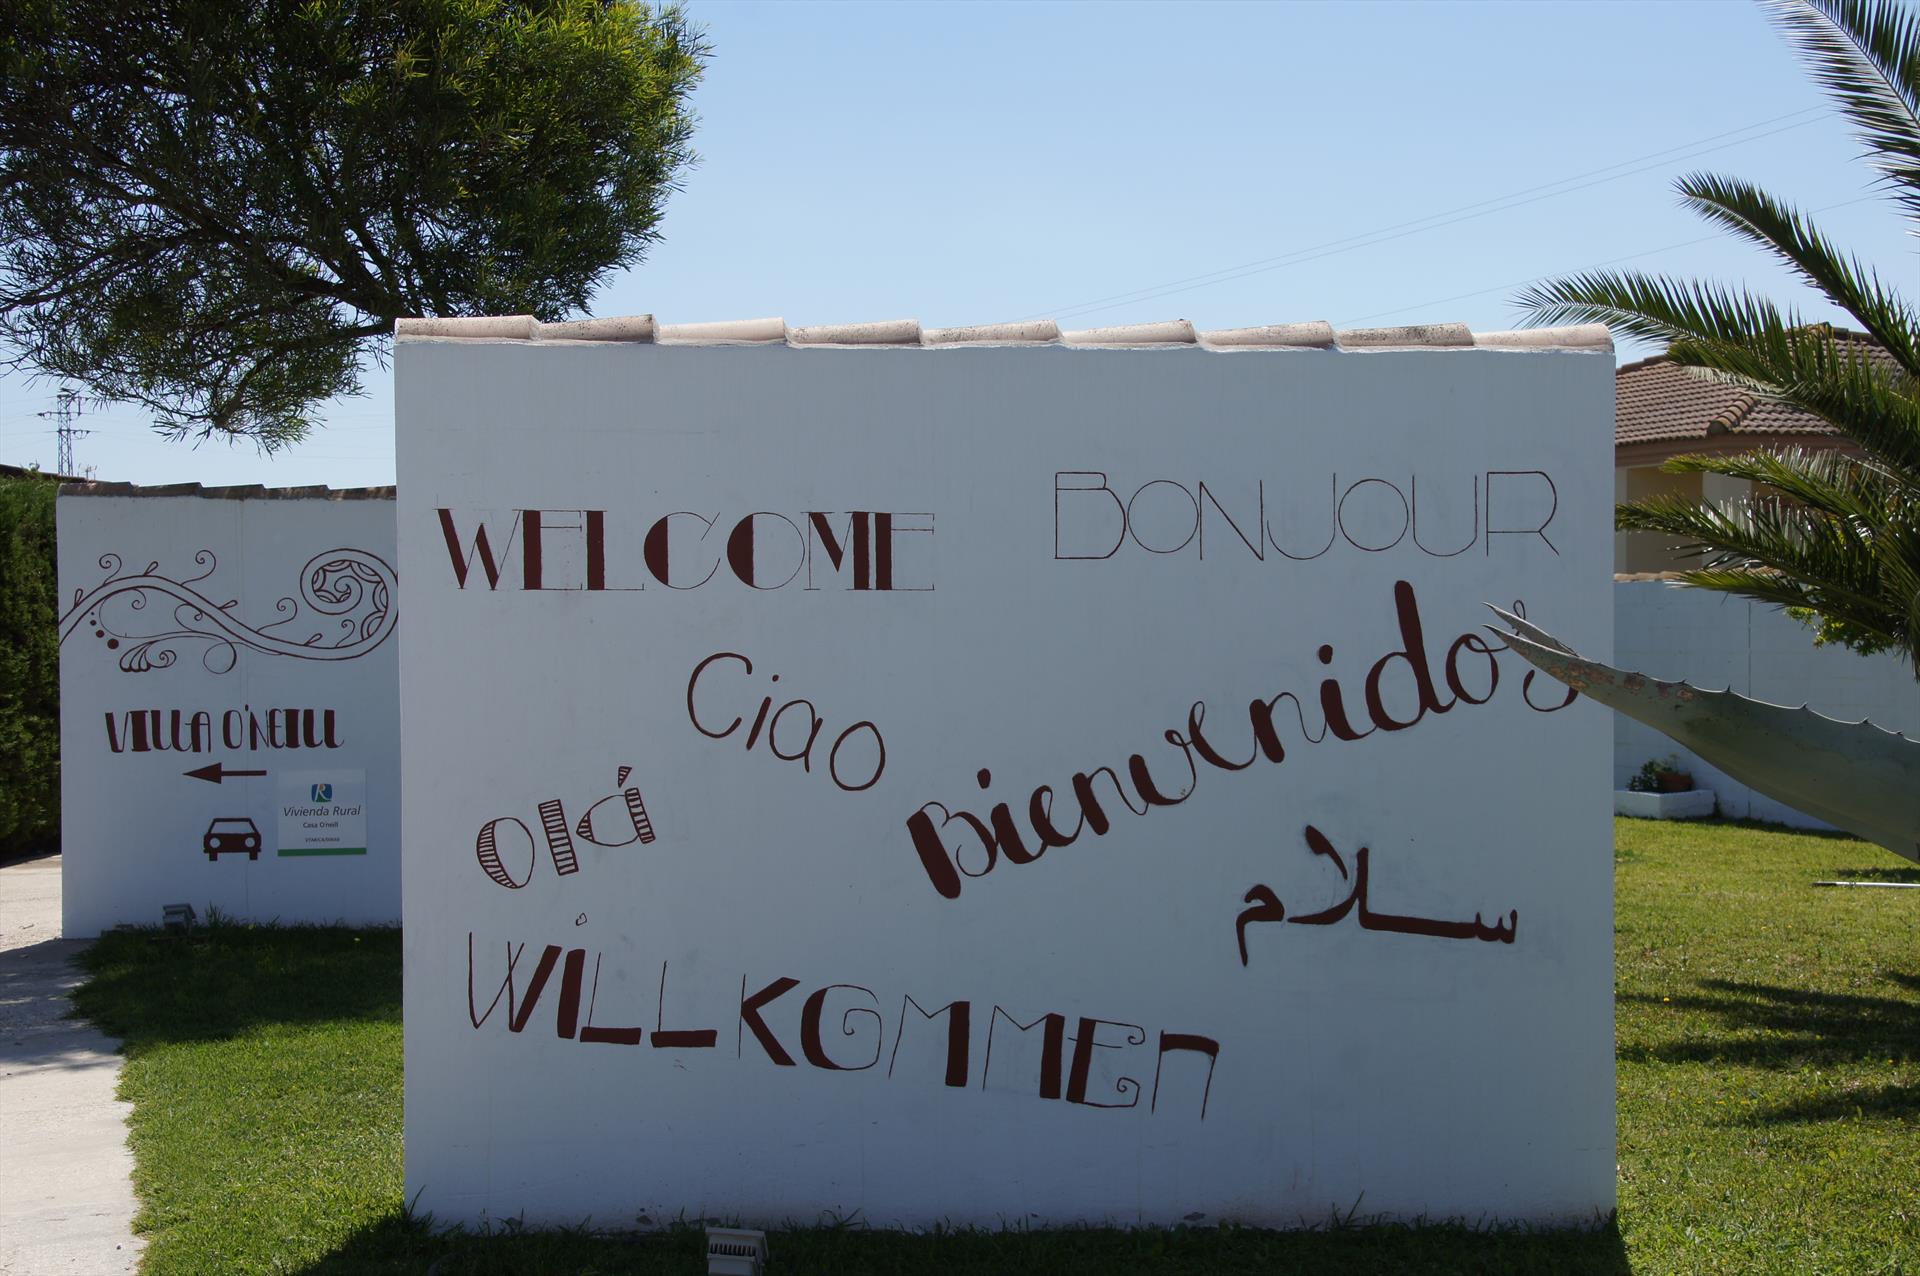 WELCOME
BONJOUR
Ciao
Bienvenidos
Olá
سلام
WILLKOMMEN
VILLA O'NEILL
Vivienda Rural
Casa O'neill